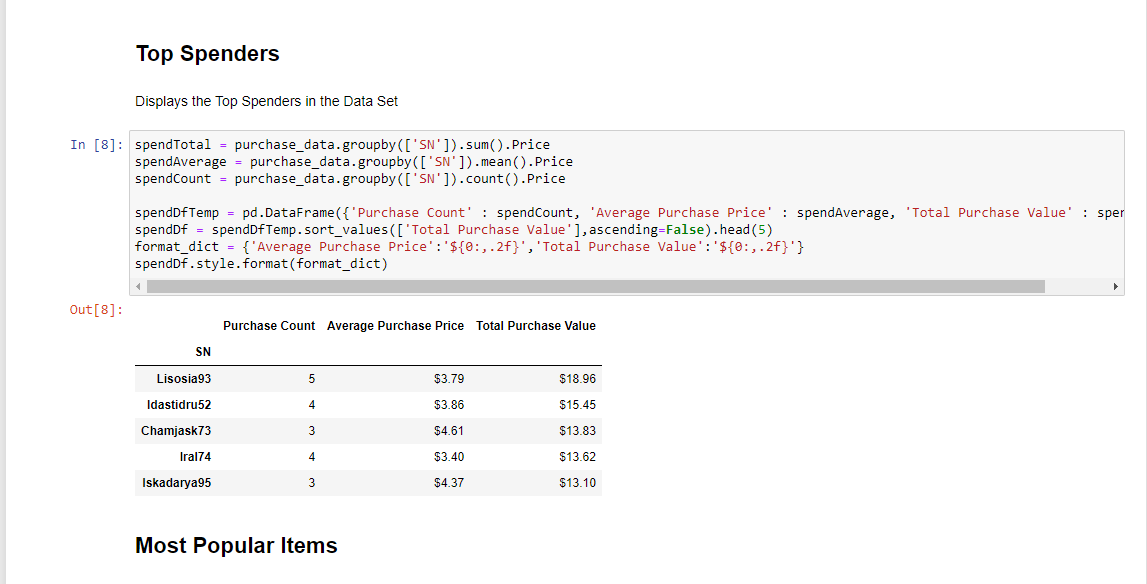 Top Spenders
Displays the Top Spenders in the Data Set
In [8]:
spendTotal = purchase_data.groupby(['SN']).sum().Price
spendAverage = purchase_data.groupby(['SN']).mean().Price
spendCount = purchase_data.groupby(['SN']).count().Price
spendDfTemp = pd.DataFrame({'Purchase Count' : spendCount, 'Average Purchase Price' : spendAverage, 'Total Purchase Value' : spen
spendDf = spendDfTemp.sort_values(['Total Purchase Value'],ascending=False).head(5)
format_dict = {'Average Purchase Price':'${0:,.2f}','Total Purchase Value':'${0:,.2f}'}
spendDf.style.format(format_dict)
Out[8]:
Purchase Count Average Purchase Price Total Purchase Value
SN
Lisosia93 5 $3.79 $18.96
Idastidru52 4 $3.86 $15.45
Chamjask73 3 $4.61 $13.83
Iral74 4 $3.40 $13.62
Iskadarya95 3 $4.37 $13.10
Most Popular Items